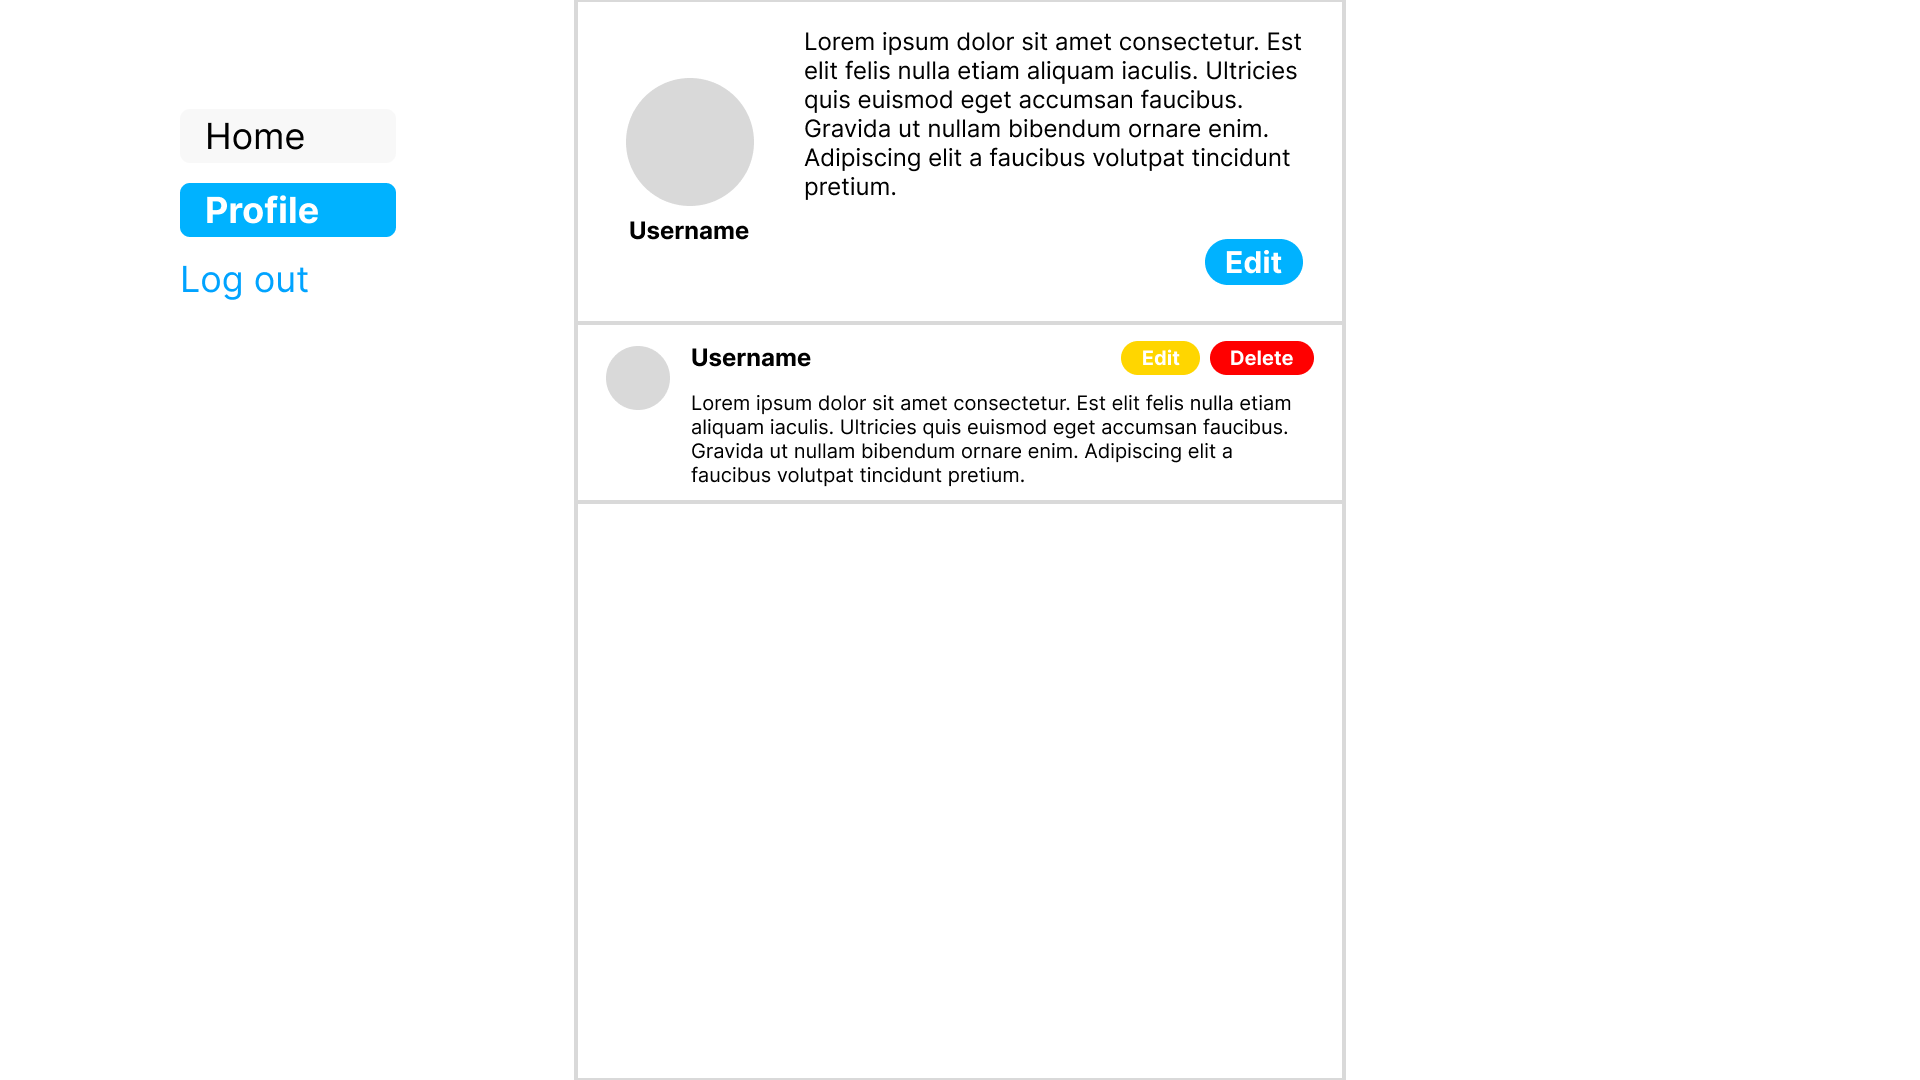 Home
Profile
Log out
Lorem ipsum dolor sit amet consectetur. Est
elit felis nulla etiam aliquam iaculis. Ultricies
quis euismod eget accumsan faucibus.
Gravida ut nullam bibendum ornare enim.
Adipiscing elit a faucibus volutpat tincidunt
pretium.
Username
Edit
Username
Edit
Delete
Lorem ipsum dolor sit amet consectetur. Est elit felis nulla etiam
aliquam iaculis. Ultricies quis euismod eget accumsan faucibus.
Gravida ut nullam bibendum ornare enim. Adipiscing elit a
faucibus volutpat tincidunt pretium.